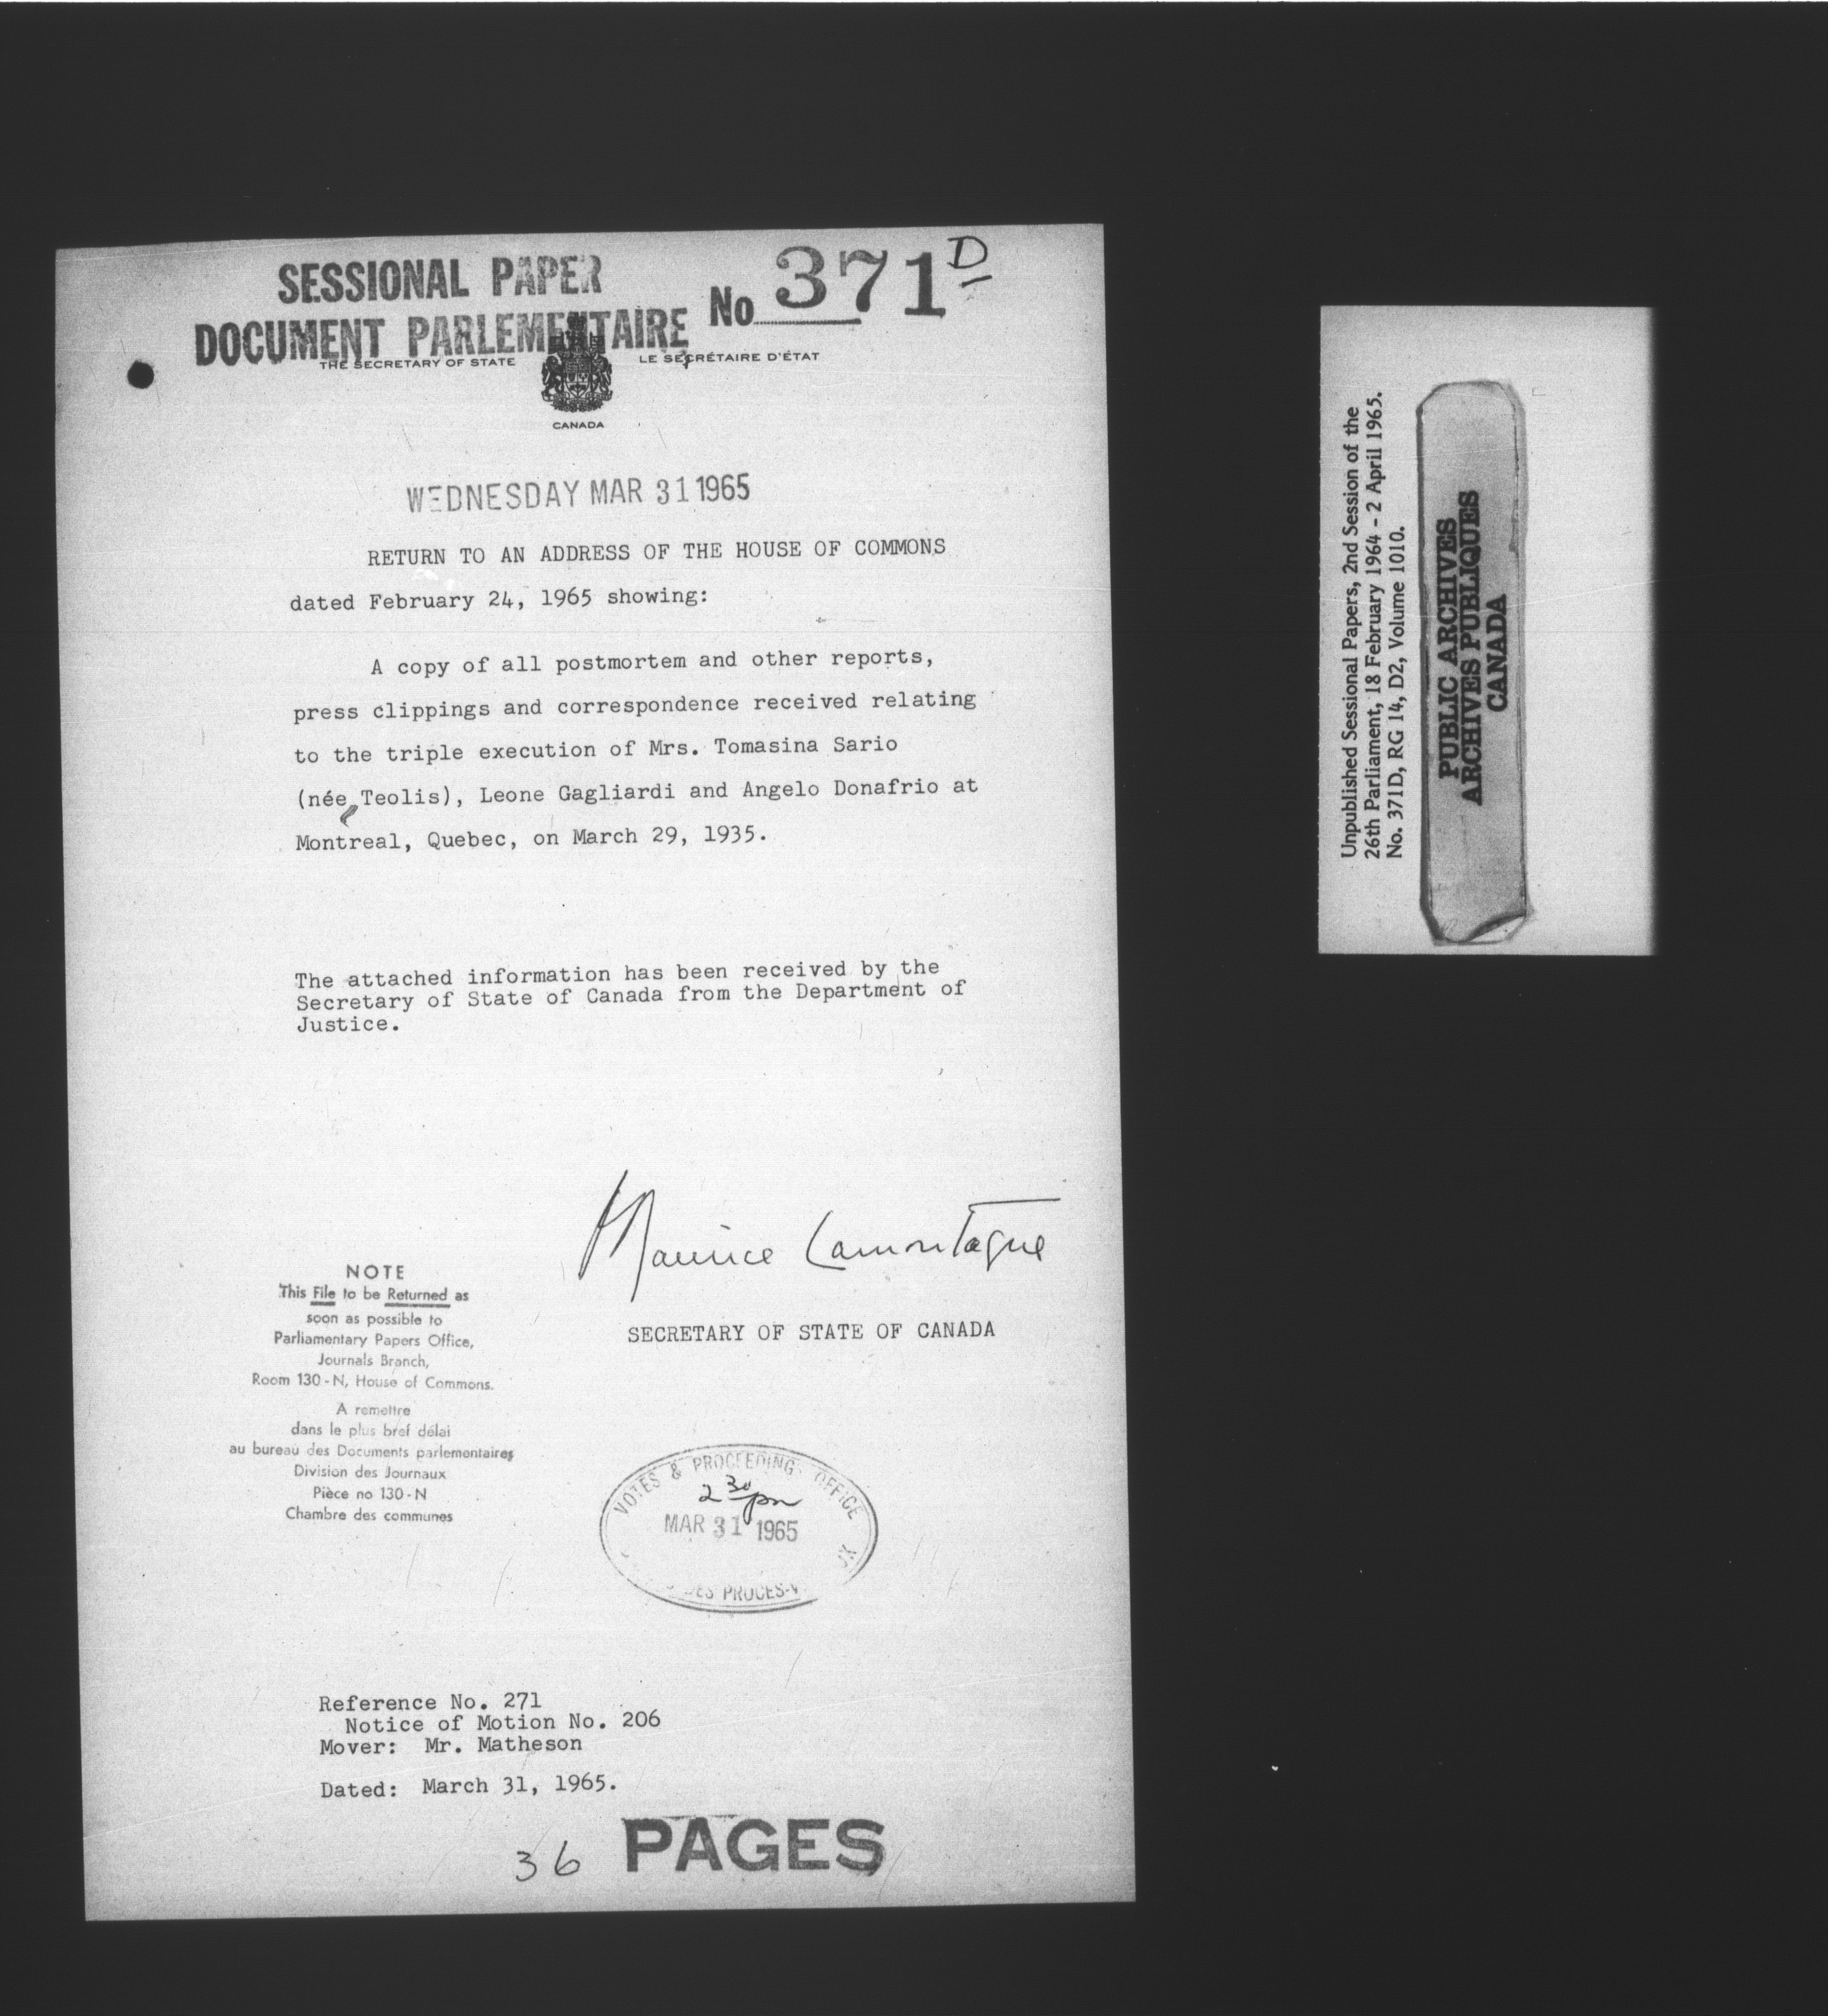 SESSIONAL PAPER
DOCUMENT PARLEMENTAIRE No 371D
THE SECRETARY OF STATE LE SECRÉTAIRE D'ÉTAT
CANADA
WEDNESDAY MAR 31 1965
RETURN TO AN ADDRESS OF THE HOUSE OF COMMONS
dated February 24, 1965 showing:
A copy of all postmortem and other reports,
press clippings and correspondence received relating
to the triple execution of Mrs. Tomasina Sario
(née Teolis), Leone Gagliardi and Angelo Donafrio at
Montreal, Quebec, on March 29, 1935.
The attached information has been received by the
Secretary of State of Canada from the Department of
Justice.
Maurice Lamontagne
SECRETARY OF STATE OF CANADA
NOTE
This File to be Returned as
soon as possible to
Parliamentary Papers Office,
Journals Branch,
Room 130-N, House of Commons.
A remettre
dans le plus bref délai
au bureau des Documents parlementaires
Division des Journaux
Pièce no 130-N
Chambre des communes
VOTES & PROCEEDINGS OFFICE
2 30 pm
MAR 31 1965
DES PROCES-V
Reference No. 271
Notice of Motion No. 206
Mover: Mr. Matheson
Dated: March 31, 1965.
36 PAGES
Unpublished Sessional Papers, 2nd Session of the
26th Parliament, 18 February 1964 - 2 April 1965.
No. 371D, RG 14, D2, Volume 1010.
PUBLIC ARCHIVES
ARCHIVES PUBLIQUES
CANADA